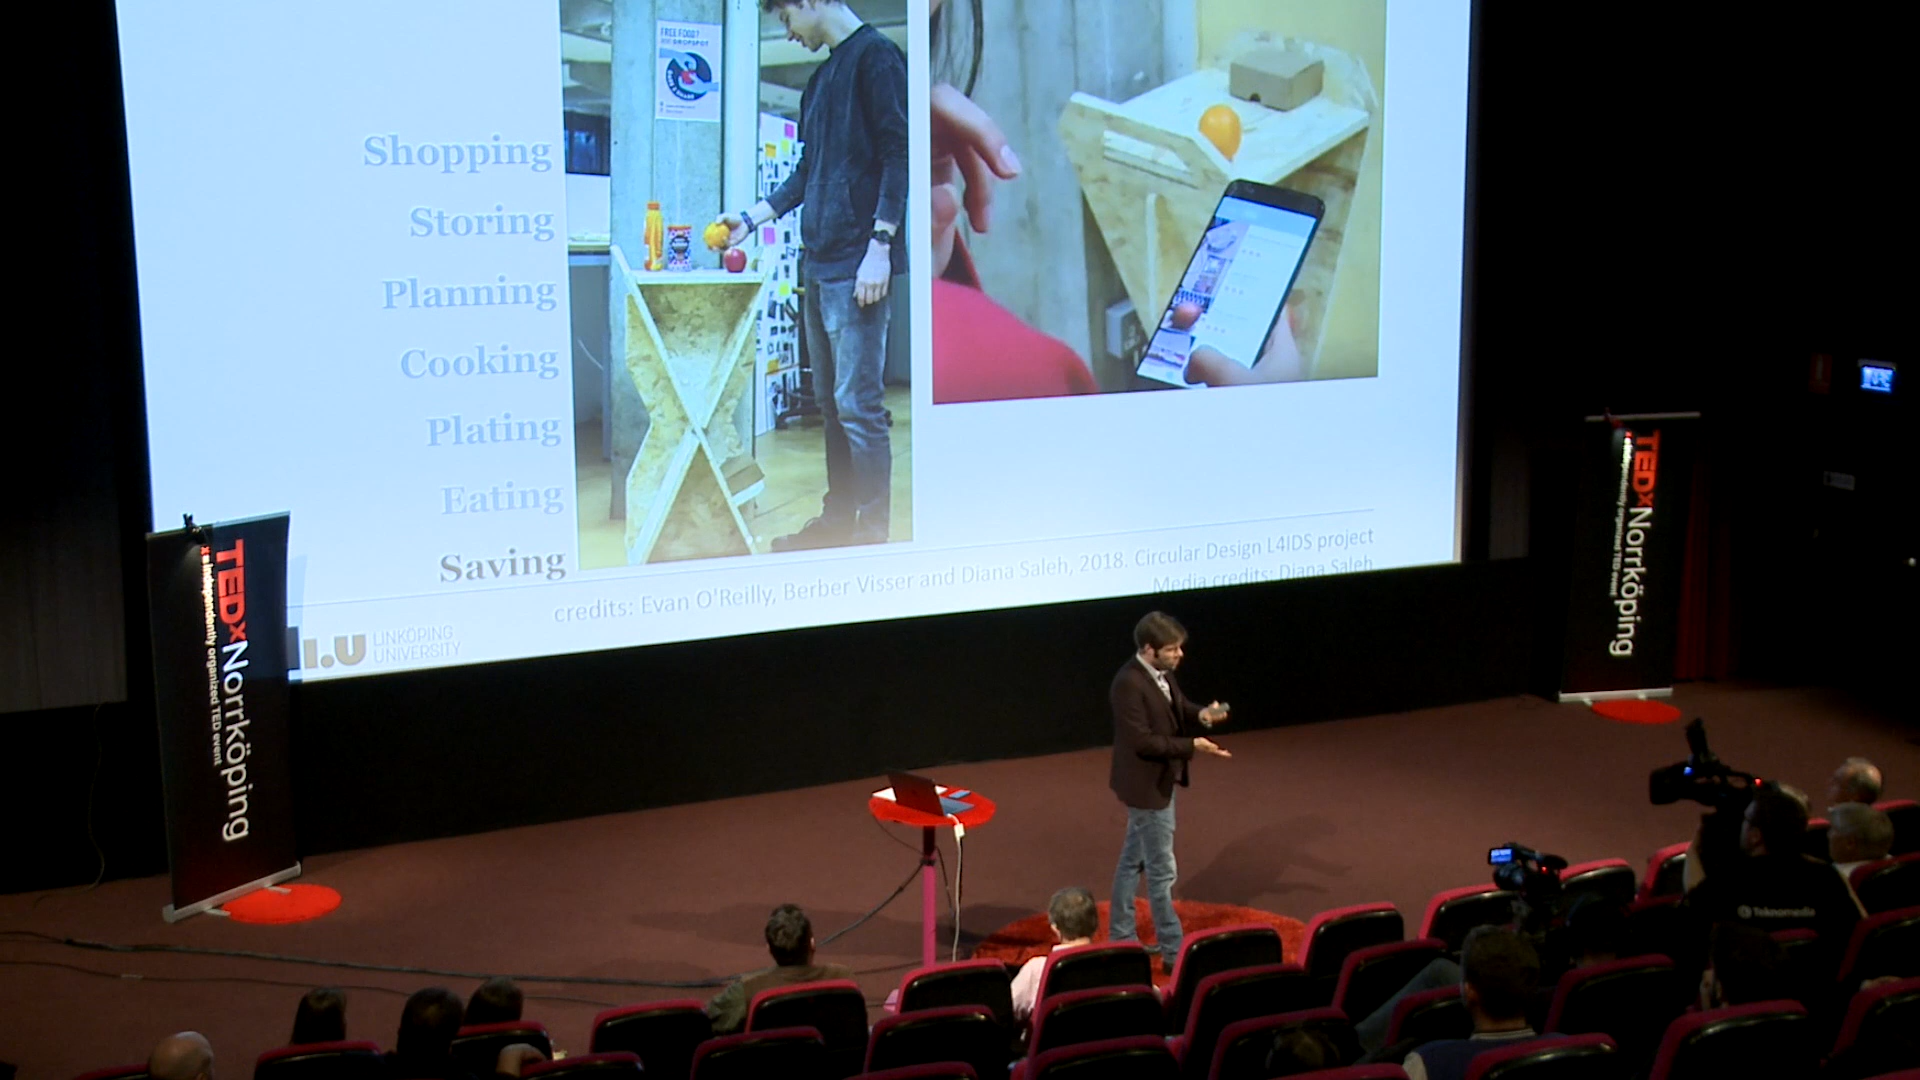 FREE FOOD?
DROPSPOT
Shopping
Storing
Planning
Cooking
Plating
Eating
Saving
credits: Evan O'Reilly, Berber Visser and Diana Saleh, 2018. Circular Design L4IDS project
Media credits: Diana Saleh
LINKÖPING
UNIVERSITY
TEDxNorrköping
x = independently organized TED event
TEDxNorrköping
x = independently organized TED event
Teknomedia